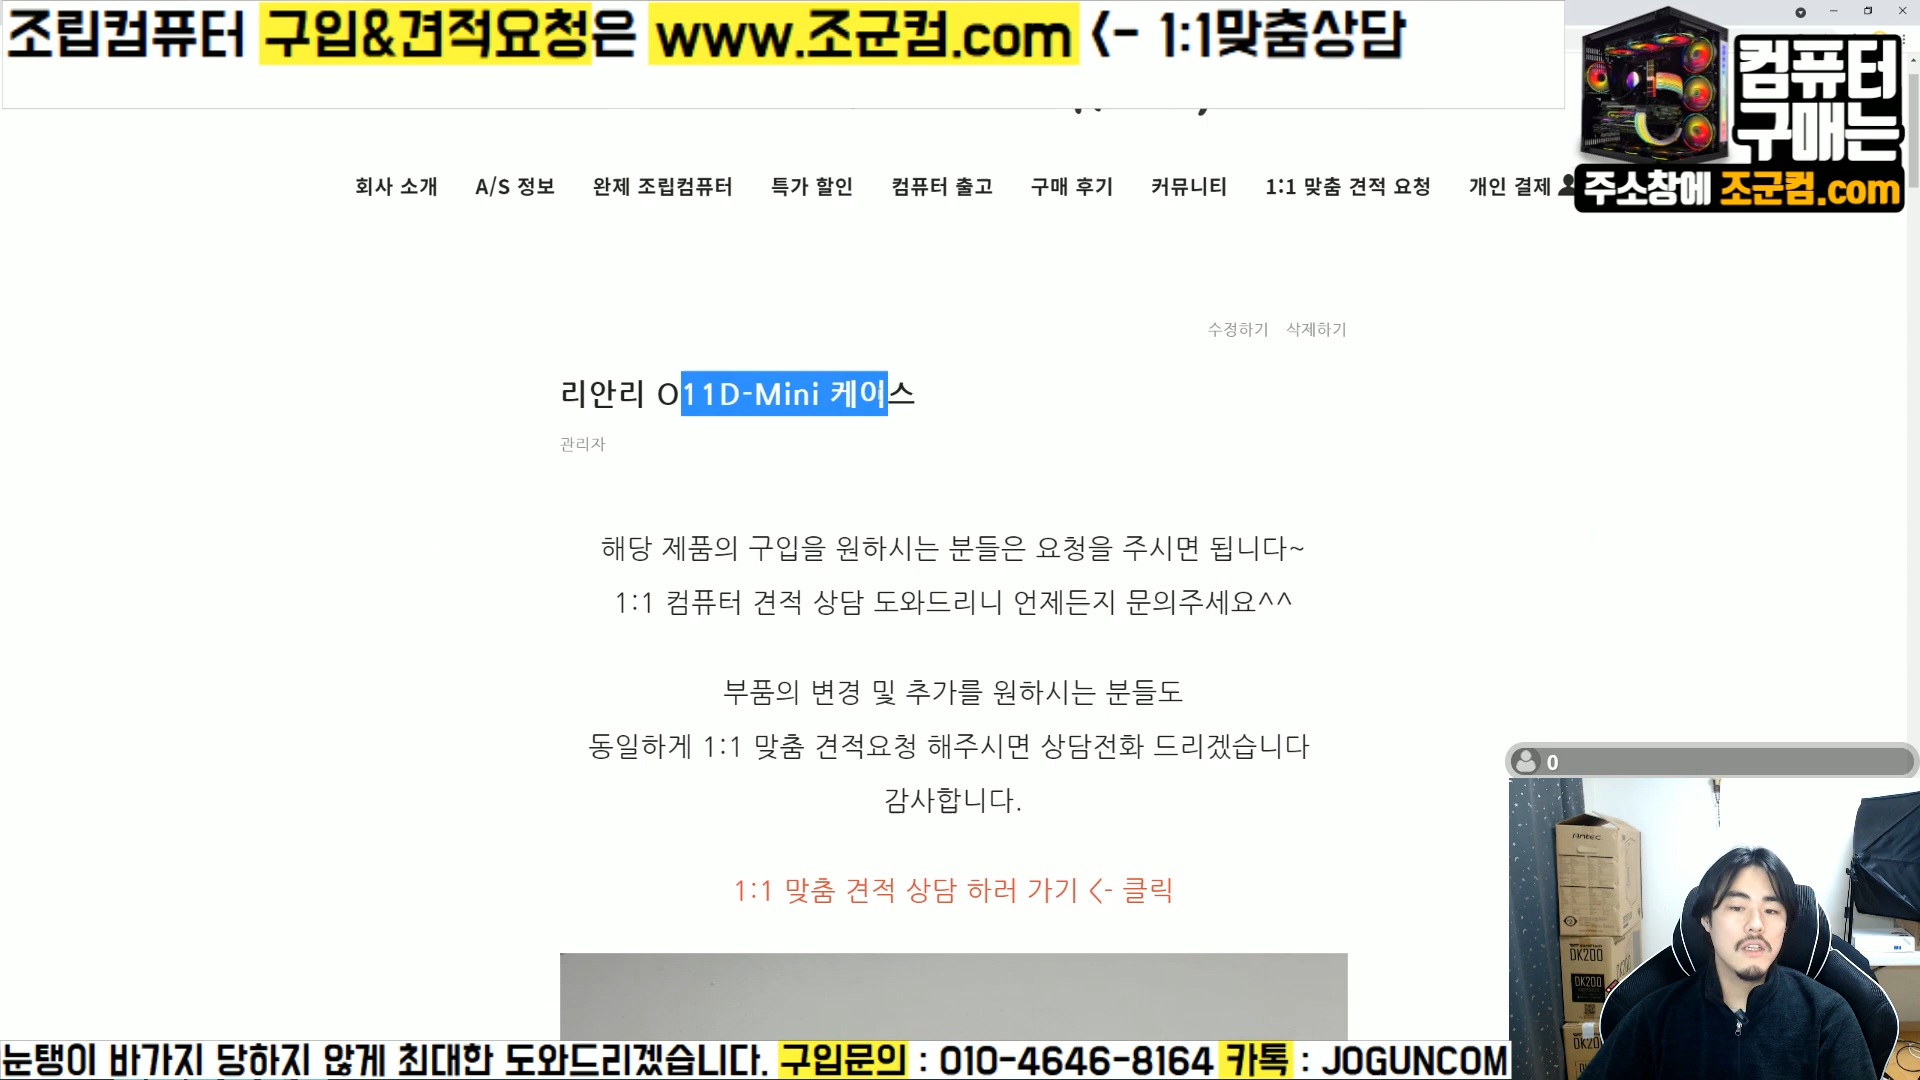 조립컴퓨터 구입&견적요청은 www.조군컴.com <- 1:1맞춤상담
컴퓨터
구매는
주소창에 조군컴.com
회사 소개 A/S 정보 완제 조립컴퓨터 특가 할인 컴퓨터 출고 구매 후기 커뮤니티 1:1 맞춤 견적 요청 개인 결제
수정하기 삭제하기
리안리 O11D-Mini 케이스
관리자
해당 제품의 구입을 원하시는 분들은 요청을 주시면 됩니다~
1:1 컴퓨터 견적 상담 도와드리니 언제든지 문의주세요^^
부품의 변경 및 추가를 원하시는 분들도
동일하게 1:1 맞춤 견적요청 해주시면 상담전화 드리겠습니다
감사합니다.
1:1 맞춤 견적 상담 하러 가기 <- 클릭
0
Antec
DK200
DK200
DK20
눈탱이 바가지 당하지 않게 최대한 도와드리겠습니다. 구입문의 : 010-4646-8164 카톡 : JOGUNCOM